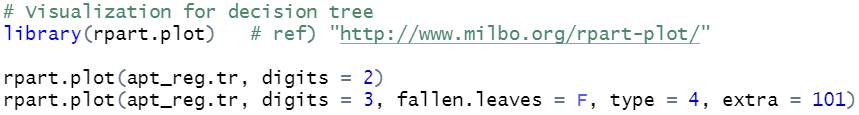 # Visualization for decision tree
library(rpart.plot)   # ref) "http://www.milbo.org/rpart-plot/"
rpart.plot(apt_reg.tr, digits = 2)
rpart.plot(apt_reg.tr, digits = 3, fallen.leaves = F, type = 4, extra = 101)